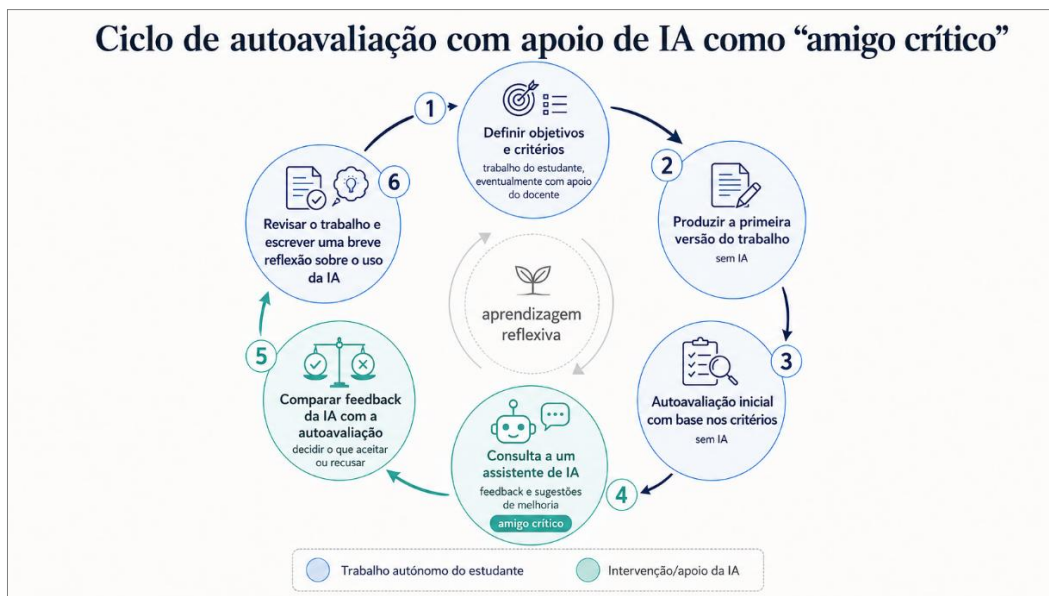 Ciclo de autoavaliação com apoio de IA como “amigo crítico”
1
Definir objetivos
e critérios
trabalho do estudante,
eventualmente com apoio
do docente
2
Produzir a primeira
versão do trabalho
sem IA
3
Autoavaliação inicial
com base nos critérios
sem IA
4
Consulta a um
assistente de IA
feedback e sugestões
de melhoria
amigo crítico
5
Comparar feedback
da IA com a
autoavaliação
decidir o que aceitar
ou recusar
6
Revisar o trabalho e
escrever uma breve
reflexão sobre o uso
da IA
aprendizagem
reflexiva
Trabalho autónomo do estudante
Intervenção/apoio da IA